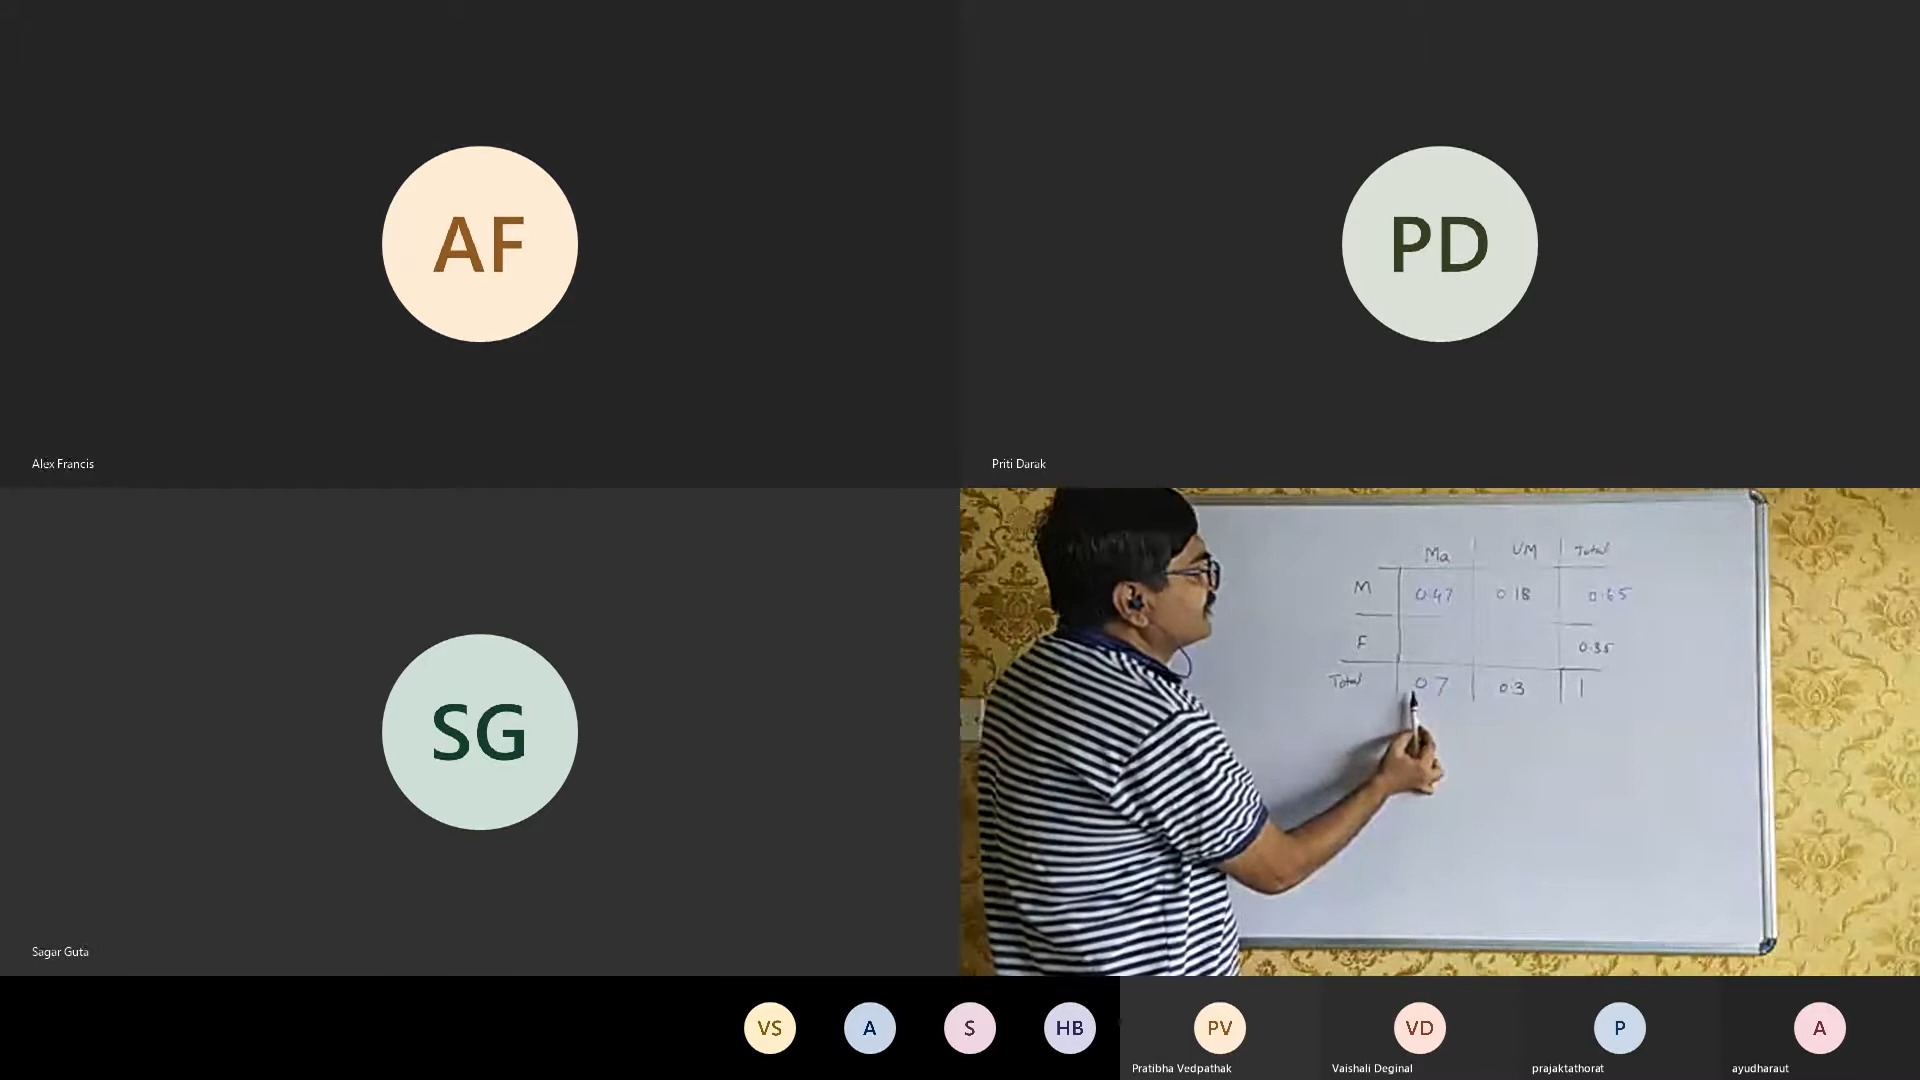 AF
PD
Alex Francis
Priti Darak
SG
Sagar Guta
Ma UM Total
M 0.47 0.18 0.65
F 0.35
Total 0.7 0.3 1
VS A S HB PV VD P A
Pratibha Vedpathak Vaishali Deginal prajaktathorat ayudharaut